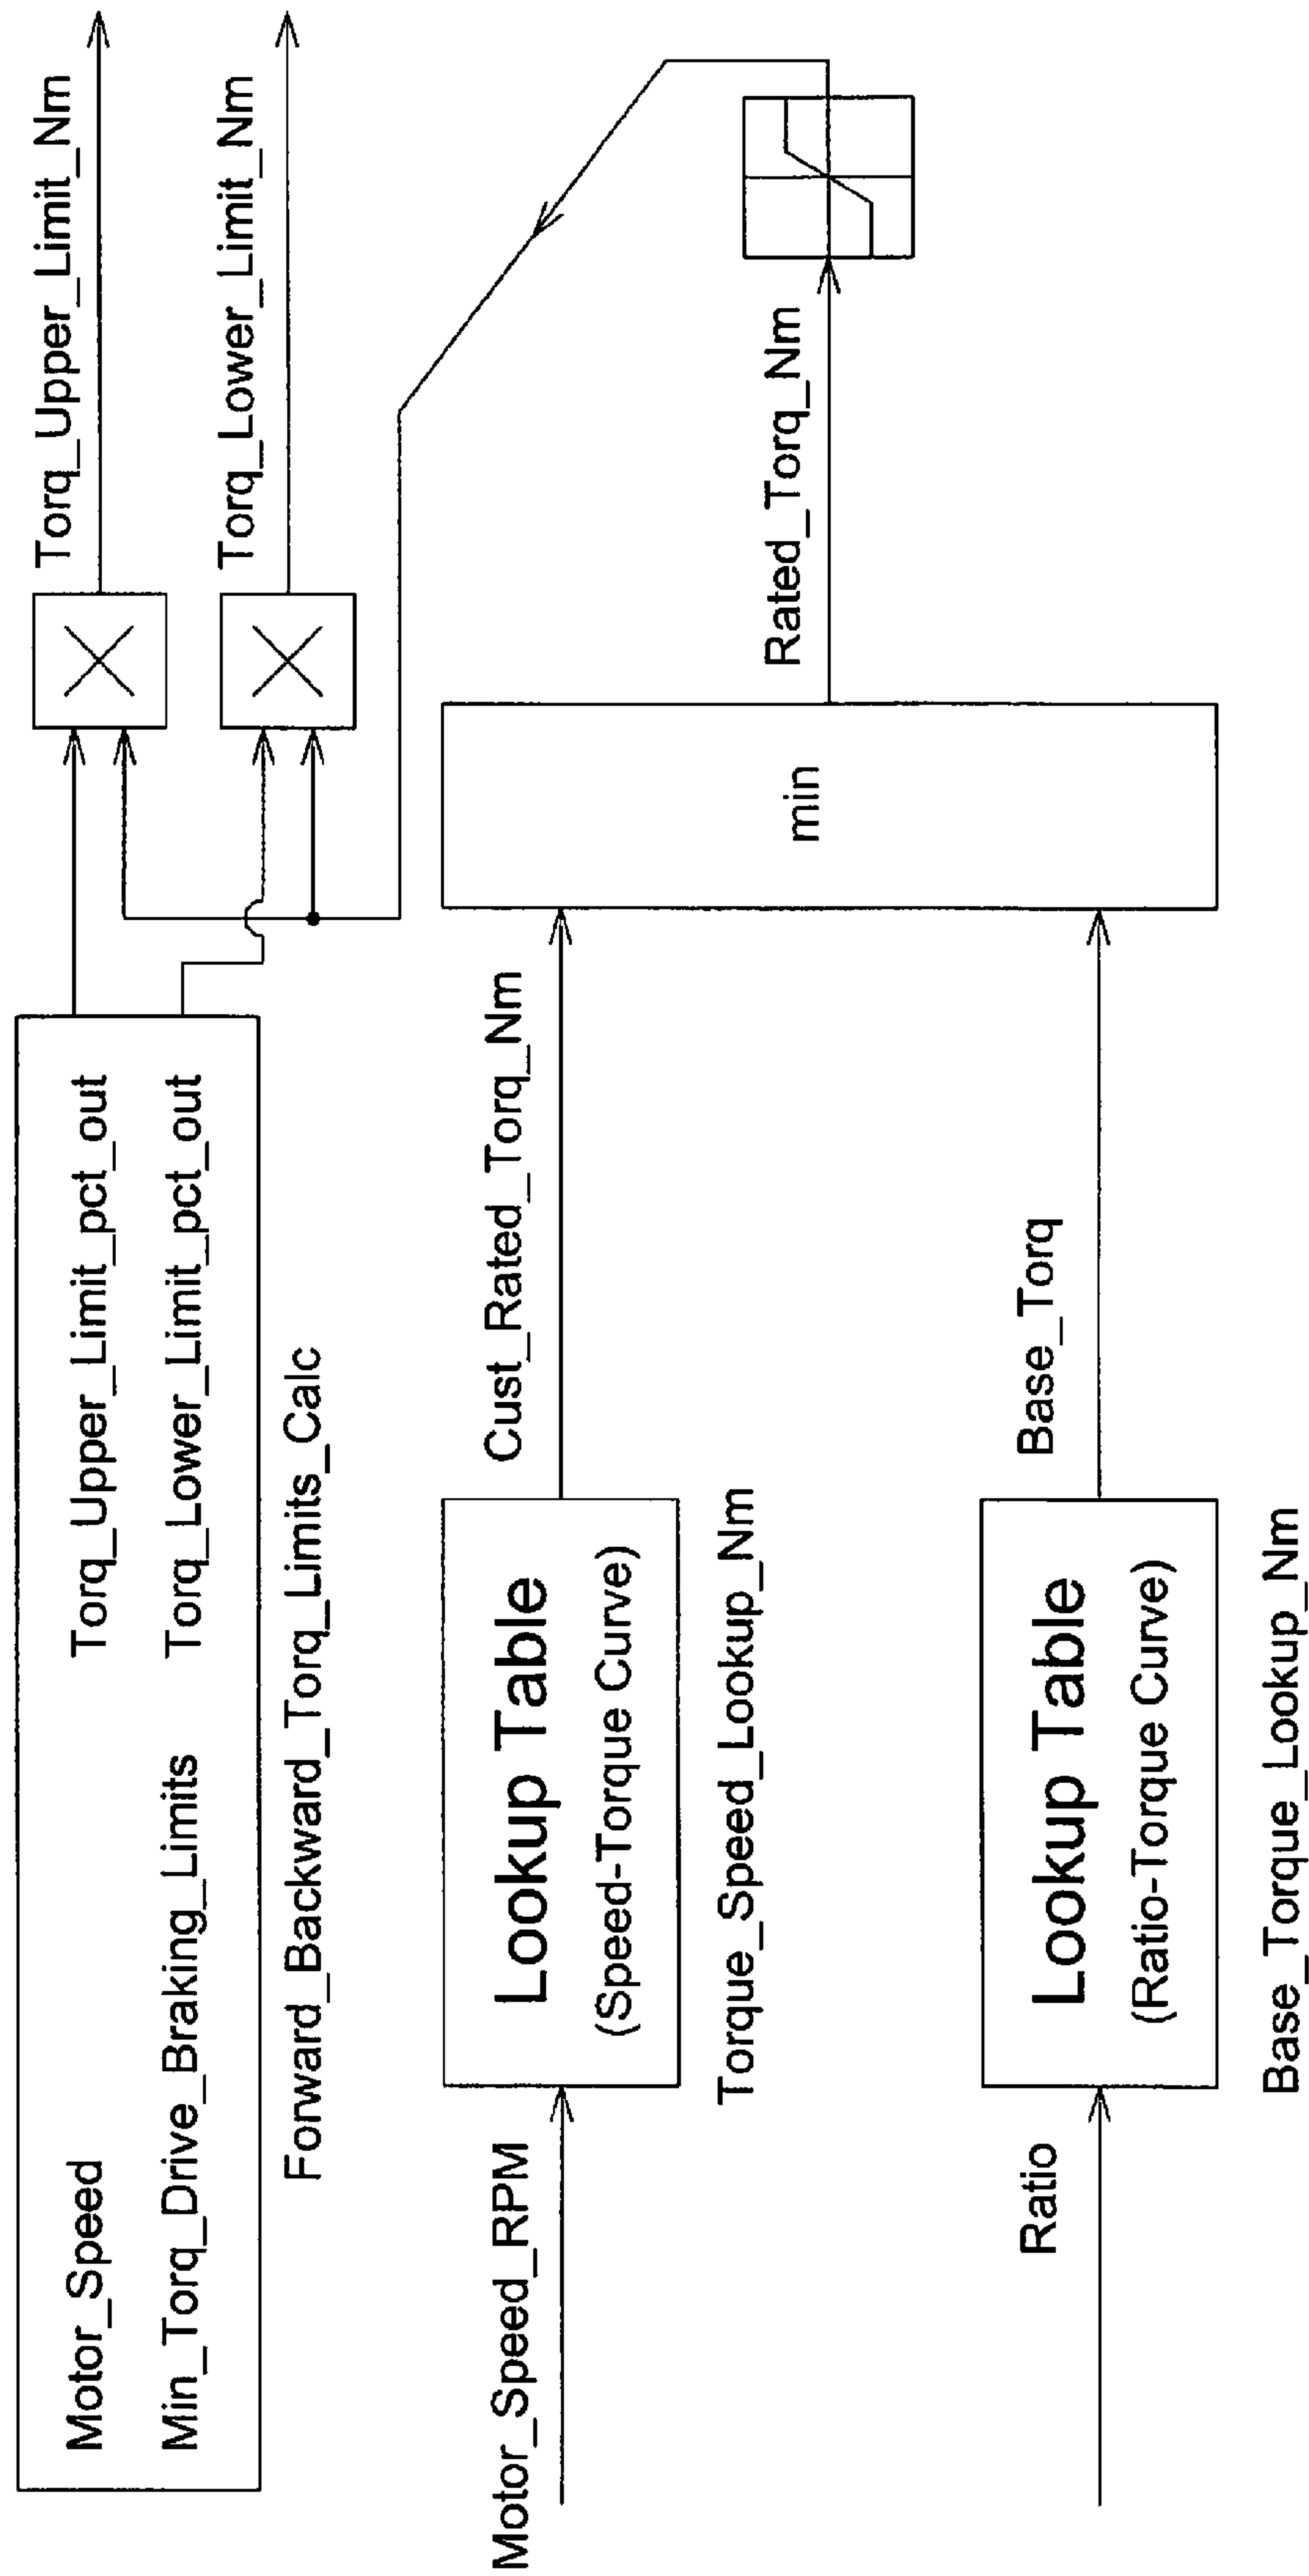 Motor_Speed
Torq_Upper_Limit_pct_out
Torq_Upper_Limit_Nm
Min_Torq_Drive_Braking_Limits
Torq_Lower_Limit_pct_out
Torq_Lower_Limit_Nm
Forward_Backward_Torq_Limits_Calc
Motor_Speed_RPM
Lookup Table
(Speed-Torque Curve)
Cust_Rated_Torq_Nm
Torque_Speed_Lookup_Nm
min
Rated_Torq_Nm
Ratio
Lookup Table
(Ratio-Torque Curve)
Base_Torq
Base_Torque_Lookup_Nm